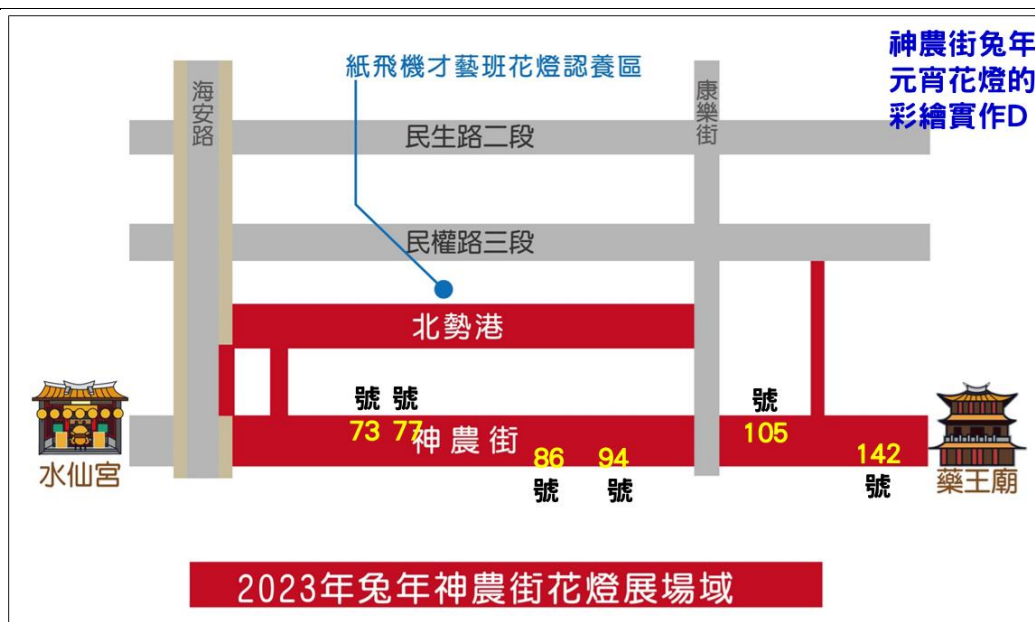 神農街兔年
元宵花燈的
彩繪實作D
紙飛機才藝班花燈認養區
海安路
康樂街
民生路二段
民權路三段
北勢港
號 號
73 77
神農街
86
號
94
號
號
105
142
號
水仙宮
藥王廟
2023年兔年神農街花燈展場域